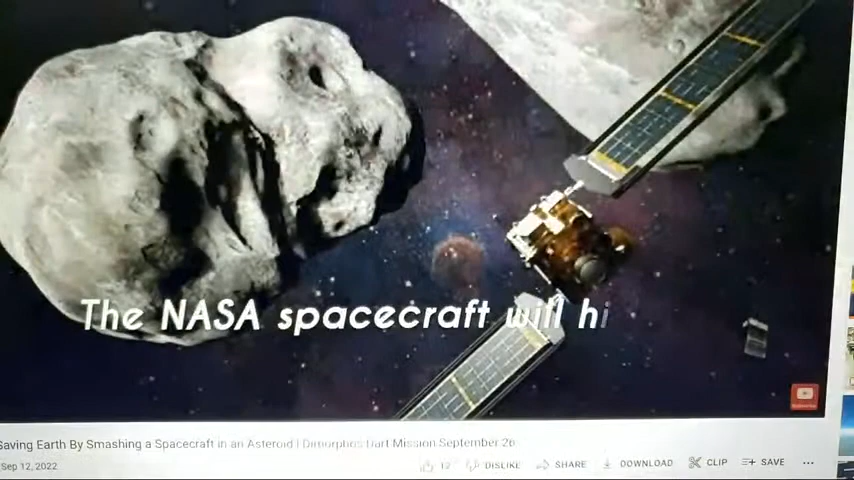 The NASA spacecraft will hi
Saving Earth By Smashing a Spacecraft in an Asteroid | Dimorphos Dart Mission September 26
Sep 12, 2022
12 DISLIKE SHARE DOWNLOAD CLIP SAVE